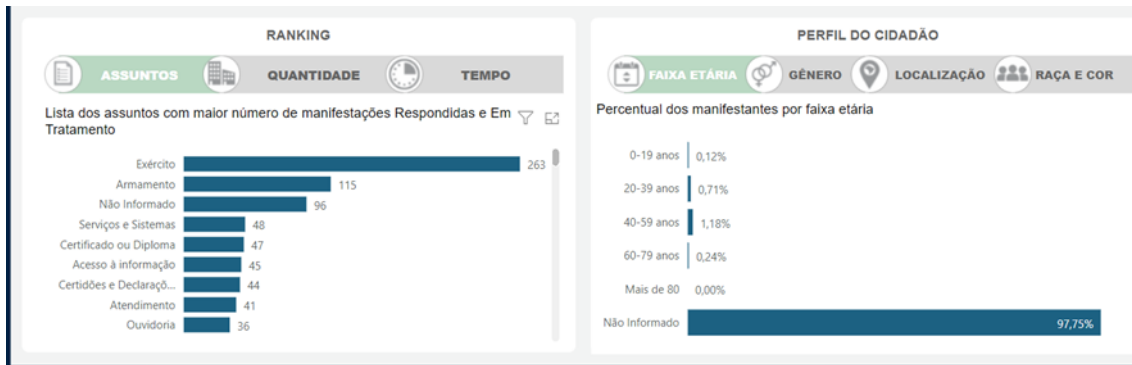 RANKING
ASSUNTOS QUANTIDADE TEMPO
Lista dos assuntos com maior número de manifestações Respondidas e Em
Tratamento
Exército 263
Armamento 115
Não Informado 96
Serviços e Sistemas 48
Certificado ou Diploma 47
Acesso à informação 45
Certidões e Declaraçõ... 44
Atendimento 41
Ouvidoria 36
PERFIL DO CIDADÃO
FAIXA ETÁRIA GÊNERO LOCALIZAÇÃO RAÇA E COR
Percentual dos manifestantes por faixa etária
0-19 anos 0,12%
20-39 anos 0,71%
40-59 anos 1,18%
60-79 anos 0,24%
Mais de 80 0,00%
Não Informado 97,75%